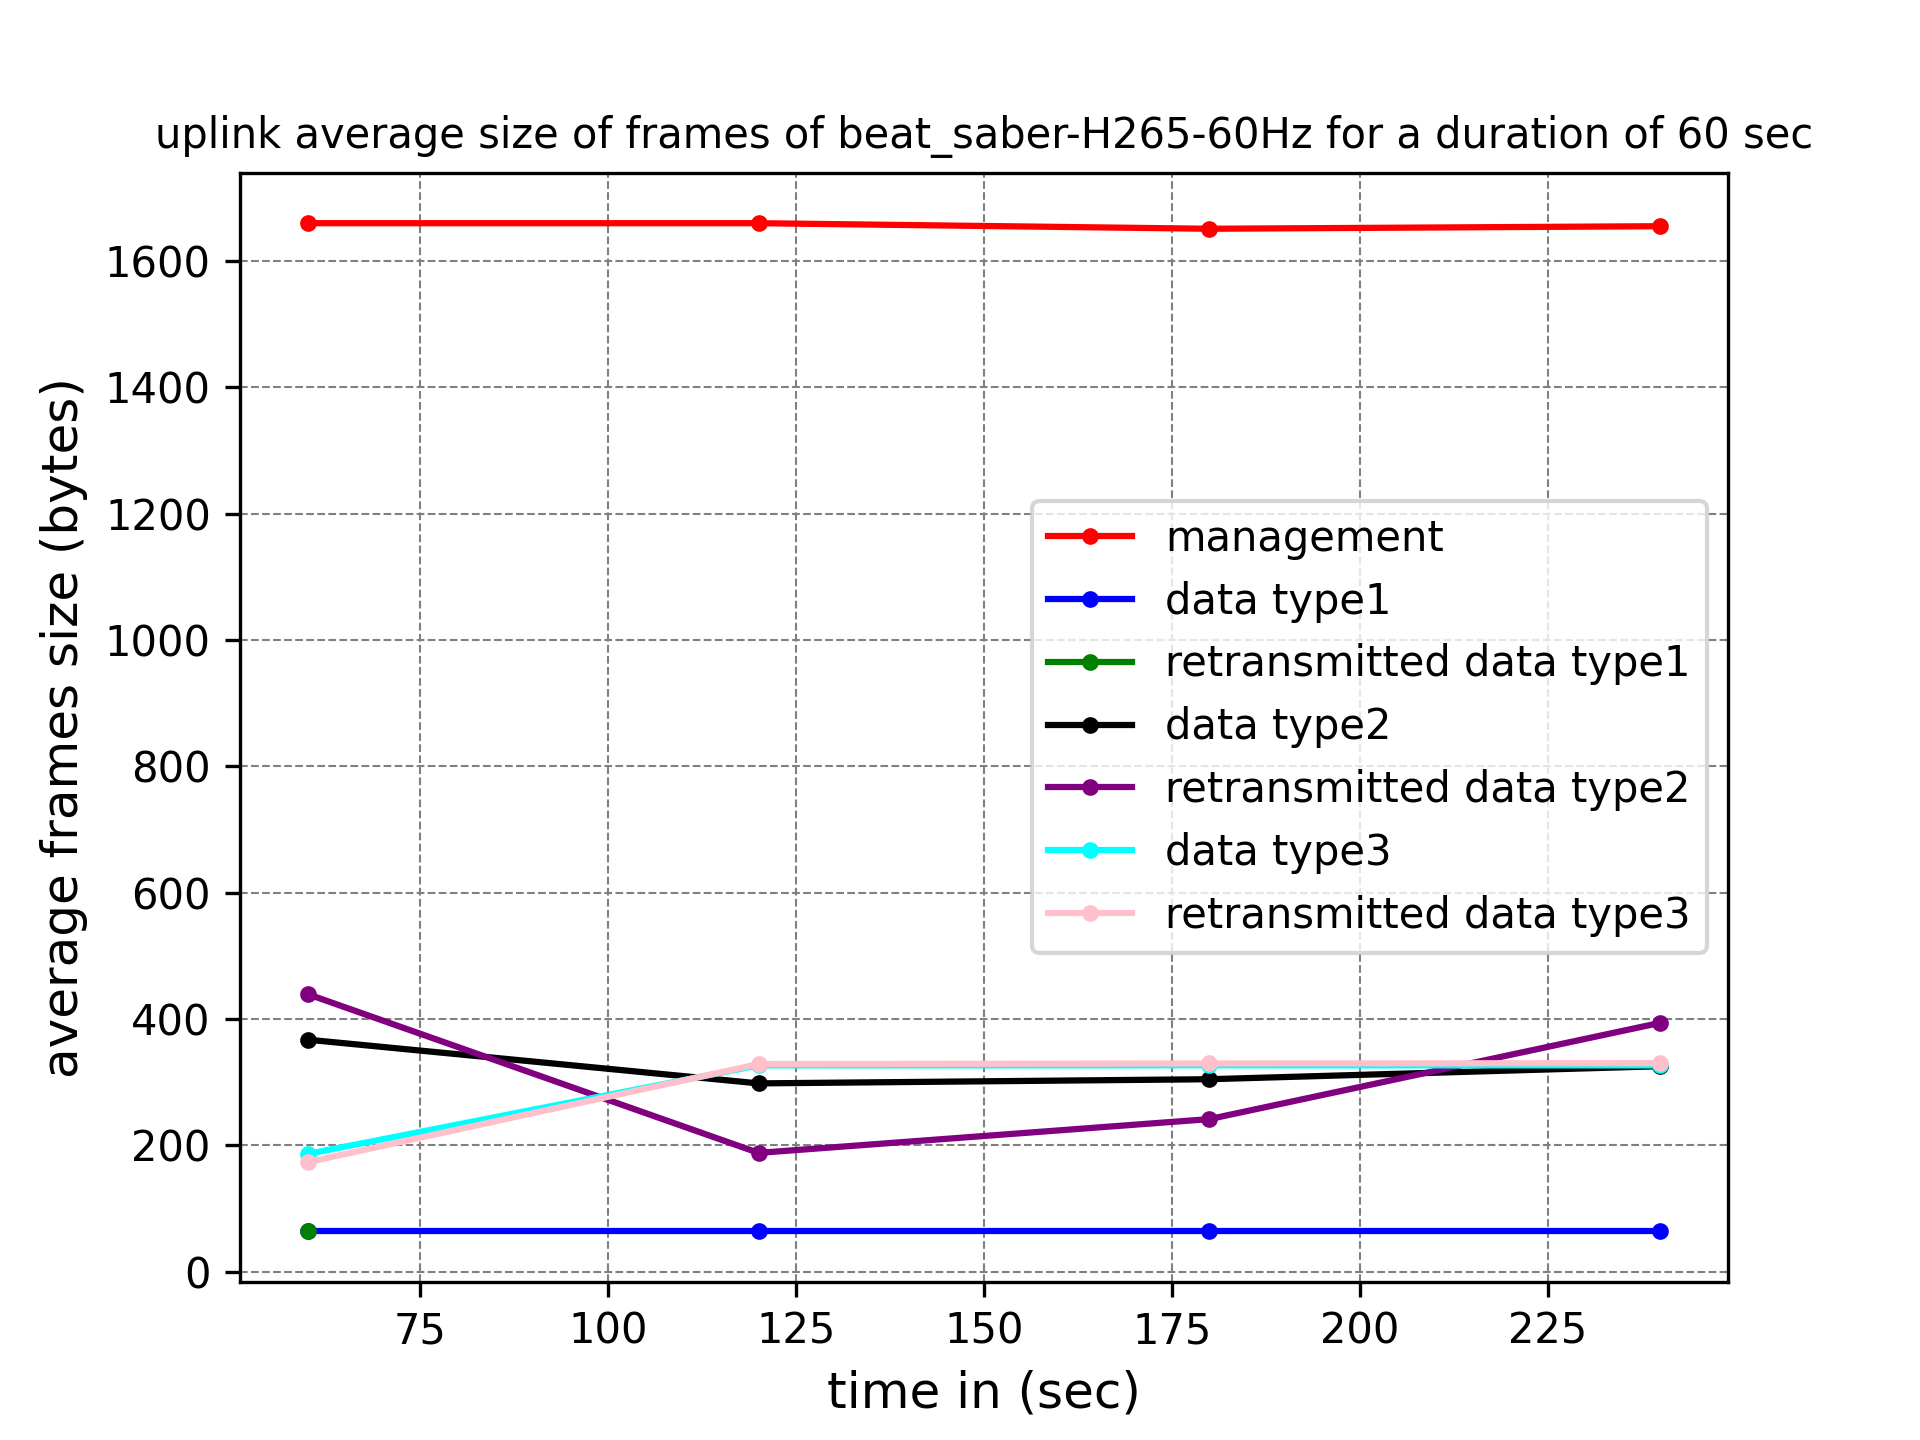 uplink average size of frames of beat_saber-H265-60Hz for a duration of 60 sec
average frames size (bytes)
1600
1400
1200
1000
800
600
400
200
0
management
data type1
retransmitted data type1
data type2
retransmitted data type2
data type3
retransmitted data type3
75 100 125 150 175 200 225
time in (sec)